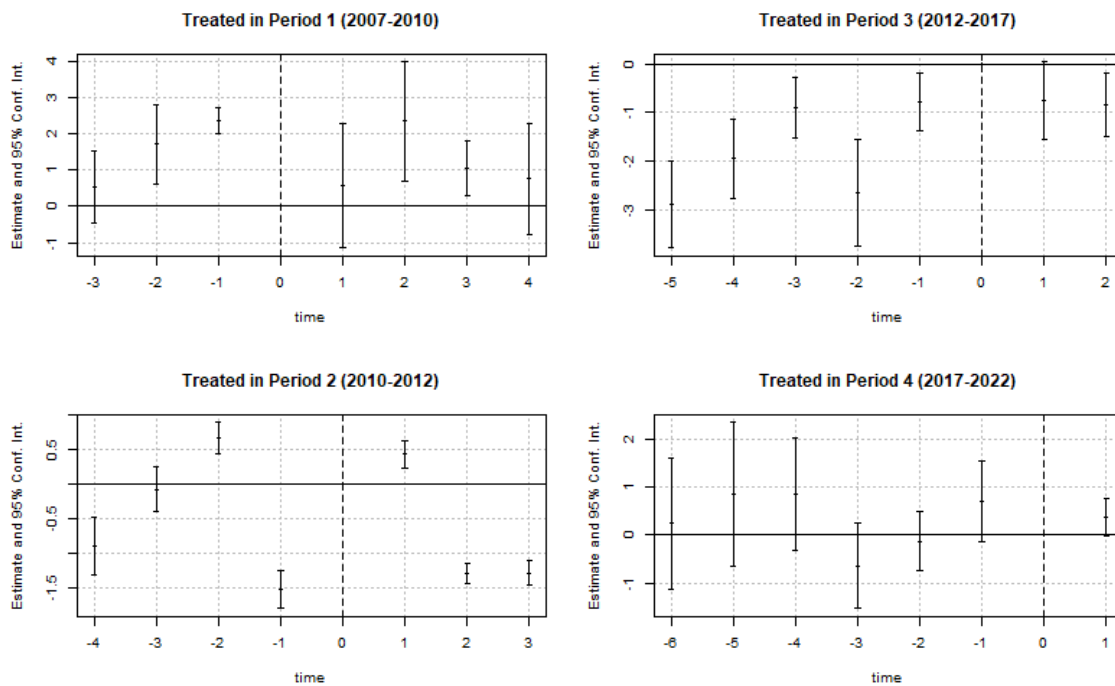 Treated in Period 1 (2007-2010)
Estimate and 95% Conf. Int.
4
3
2
1
0
-1
-3 -2 -1 0 1 2 3 4
time
Treated in Period 3 (2012-2017)
Estimate and 95% Conf. Int.
0
-1
-2
-3
-5 -4 -3 -2 -1 0 1 2
time
Treated in Period 2 (2010-2012)
Estimate and 95% Conf. Int.
0.5
-0.5
-1.5
-4 -3 -2 -1 0 1 2 3
time
Treated in Period 4 (2017-2022)
Estimate and 95% Conf. Int.
2
1
0
-1
-6 -5 -4 -3 -2 -1 0 1
time